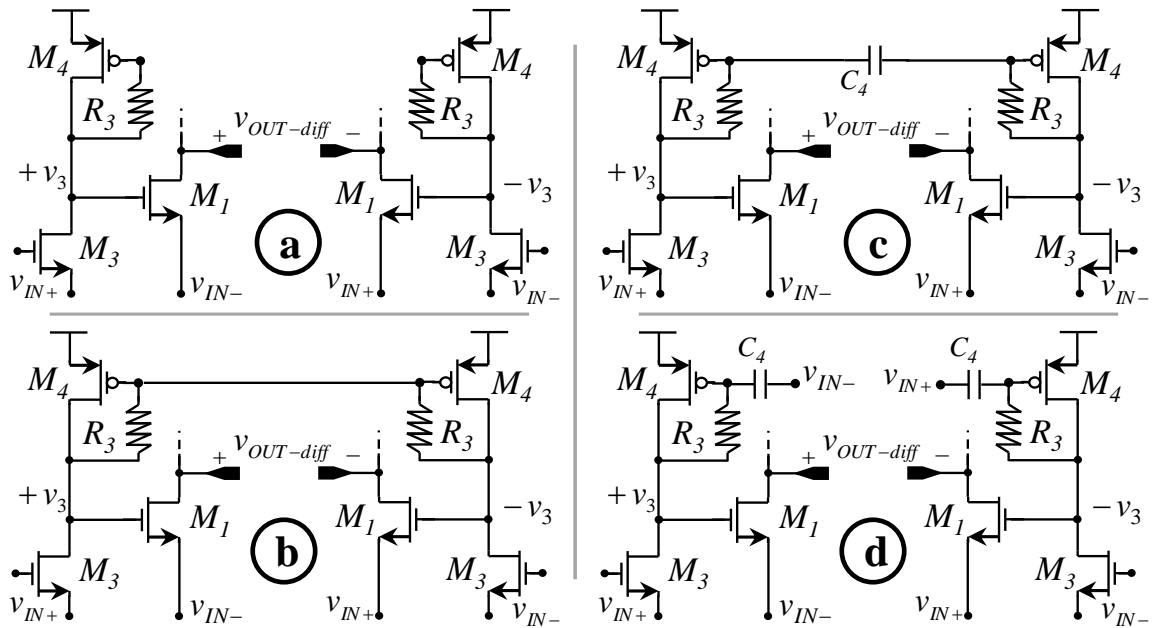 M4 M4
R3 vOUT-diff R3
+ −
+v3 −v3
M1 M1
M3 a M3
vIN+ vIN− vIN+ vIN−
M4 C4 M4
R3 vOUT-diff R3
+ −
+v3 −v3
M1 M1
M3 c M3
vIN+ vIN− vIN+ vIN−
M4 M4
R3 vOUT-diff R3
+ −
+v3 −v3
M1 M1
M3 b M3
vIN+ vIN− vIN+ vIN−
C4 C4
M4 vIN− vIN+ M4
R3 vOUT-diff R3
+ −
+v3 −v3
M1 M1
M3 d M3
vIN+ vIN− vIN+ vIN−